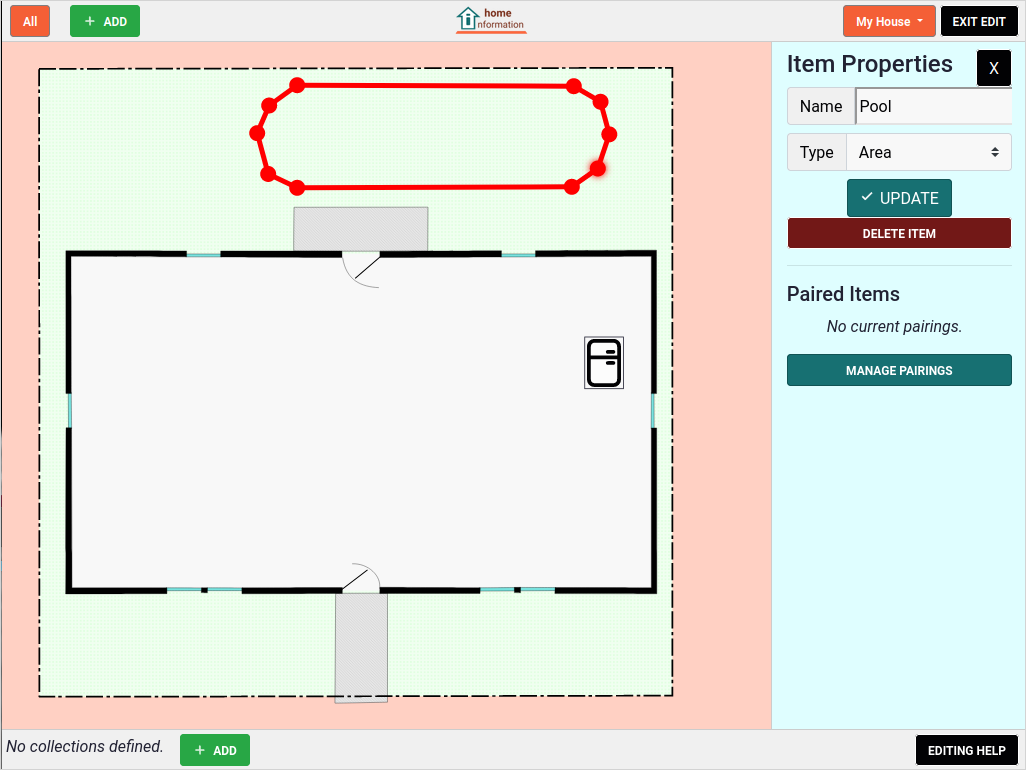 All
+ ADD
home
nformation
My House
EXIT EDIT
Item Properties
X
Name
Pool
Type
Area
UPDATE
DELETE ITEM
Paired Items
No current pairings.
MANAGE PAIRINGS
No collections defined.
+ ADD
EDITING HELP